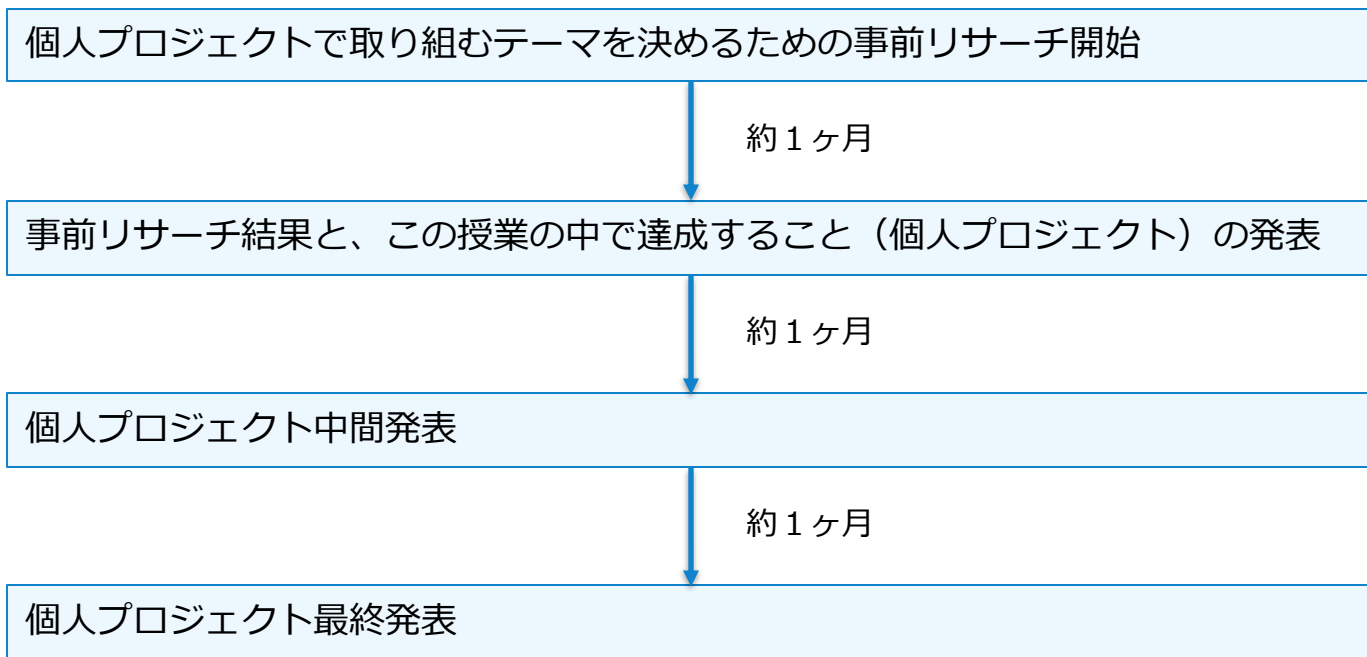 個人プロジェクトで取り組むテーマを決めるための事前リサーチ開始
約１ヶ月
事前リサーチ結果と、この授業の中で達成すること（個人プロジェクト）の発表
約１ヶ月
個人プロジェクト中間発表
約１ヶ月
個人プロジェクト最終発表